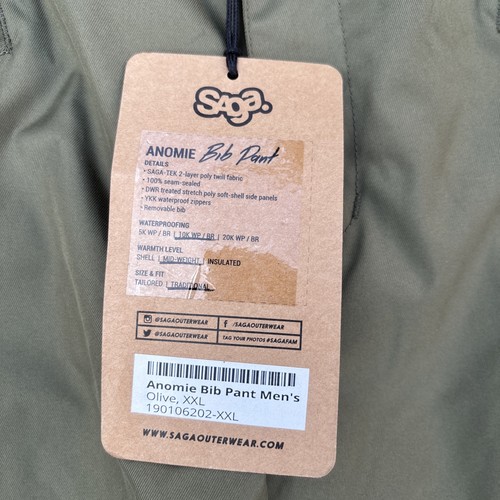 SAGA.
ANOMIE Bib Pant
DETAILS
• SAGA-TEK 2-layer poly twill fabric
• 100% seam-sealed
• DWR treated stretch poly soft-shell side panels
• YKK waterproof zippers
• Removable bib
WATERPROOFING
5K WP / BR | 10K WP / BR | 20K WP / BR
WARMTH LEVEL
SHELL | MID-WEIGHT | INSULATED
SIZE & FIT
TAILORED | TRADITIONAL
@SAGAOUTERWEAR
/SAGAOUTERWEAR
@SAGAOUTERWEAR
TAG YOUR PHOTOS #SAGAFAM
Anomie Bib Pant Men's
Olive, XXL
190106202-XXL
WWW.SAGAOUTERWEAR.COM